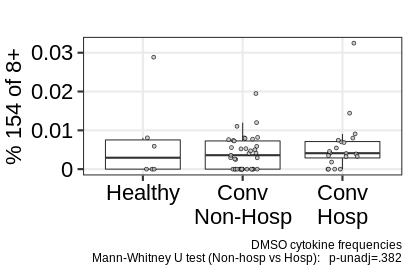 % 154 of 8+
0.03
0.02
0.01
0
Healthy
Conv
Non-Hosp
Conv
Hosp
DMSO cytokine frequencies
Mann-Whitney U test (Non-hosp vs Hosp): p-unadj=.382